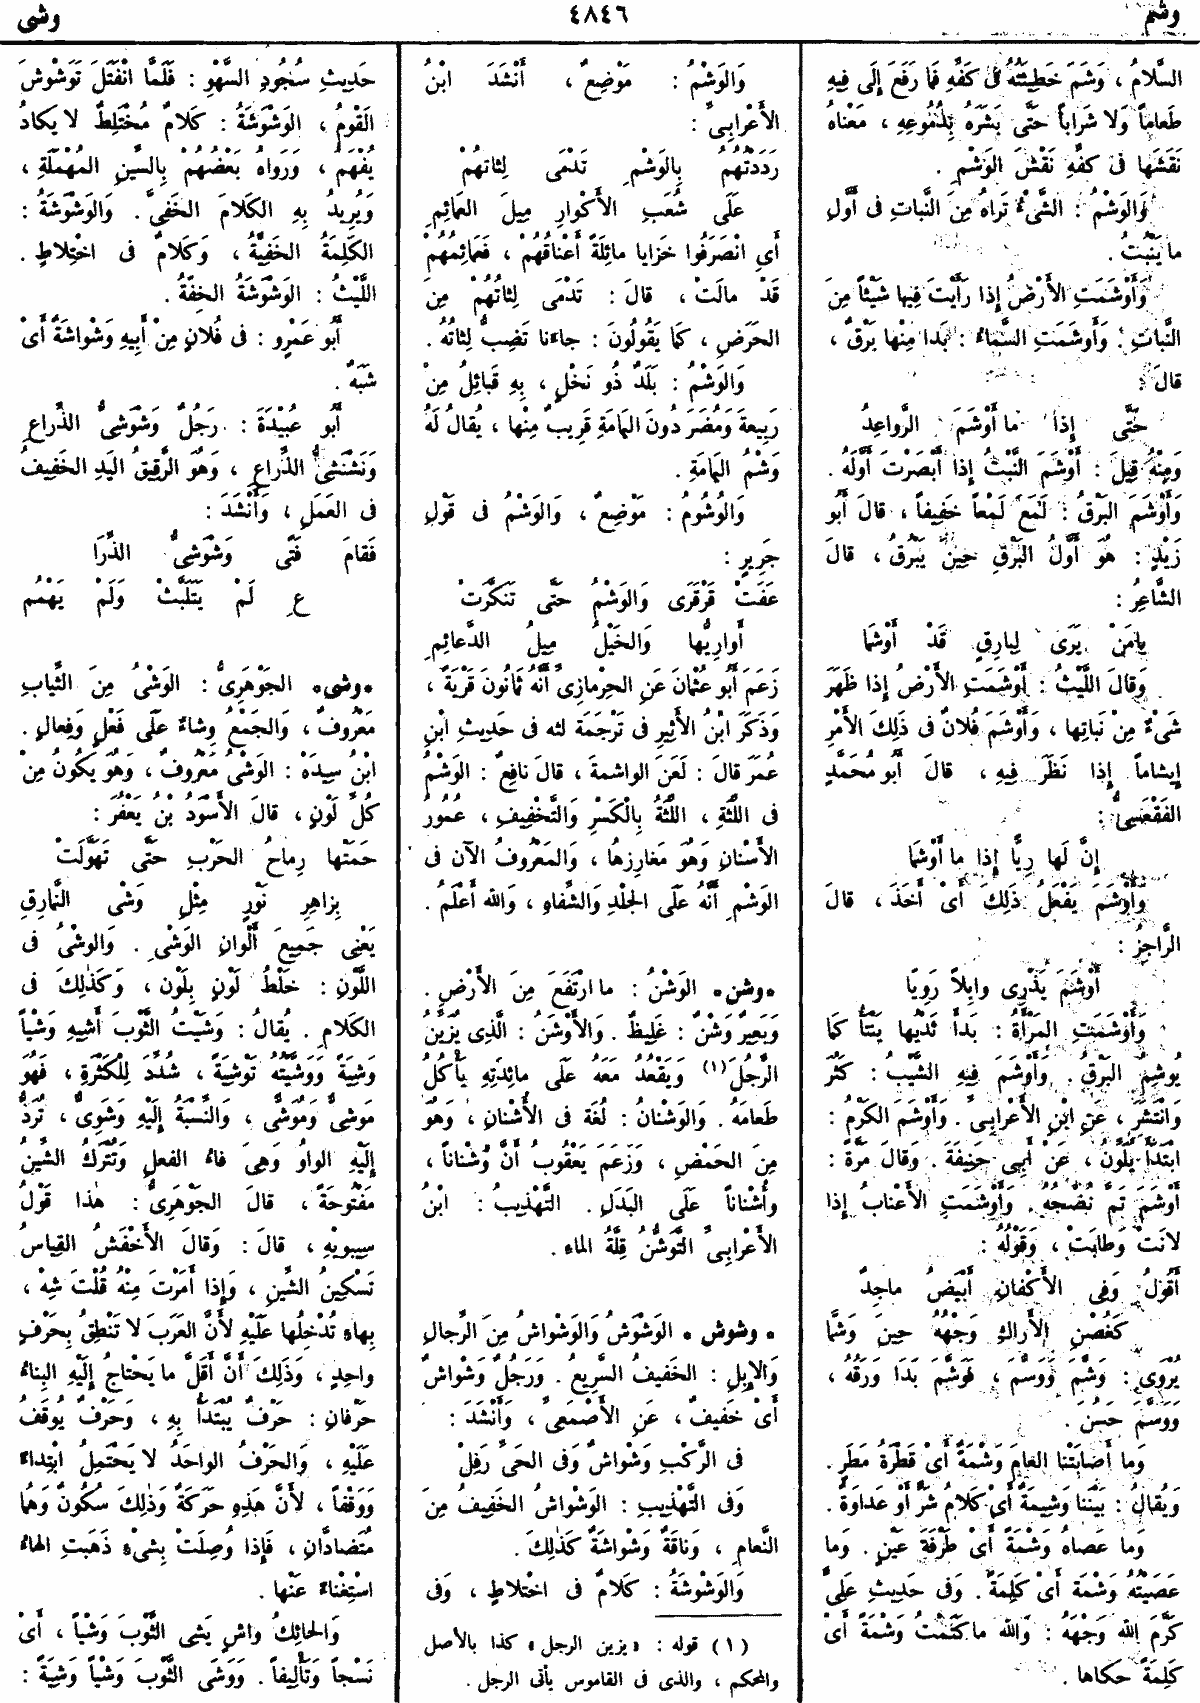 وشم
٤٨٤٦
وشى
السَّلامُ ، وَشَمَ خَطِيئَتُهُ فى كَفِّهِ فَما رَفَعَ إِلَى فِيهِ
طَعاماً وَلا شَراباً حَتَّى بَشَرَهُ بِدُمُوعِهِ ، مَعْناهُ
نَقَشَها فى كفِّهِ نَقْشَ الوَشْمِ .
وَالوَشْمُ : الشَّىْءُ تَراهُ مِنَ النَّباتِ فى أَوَّلِ
ما يَنْبُتُ .
وَأَوْشَمَتِ الأَرْضُ إِذا رَأَيْتَ فِيها شَيْئاً مِنَ
النَّباتِ . وَأَوشَمَتِ السَّماءُ : بَدا مِنْها بَرْقٌ ،
قالَ :
حَتَّى إِذا ما أَوْشَمَ الرَّواعِدُ
وَمِنْهُ قِيلَ : أَوْشَمَ النَّبْتُ إِذا أَبْصَرْتَ أَوَّلَهُ .
وَأَوْشَمَ البَرْقُ : لَمَعَ لَمْعاً خَفِيفاً ، قالَ أَبُو
زَيْدٍ : هُوَ أَوَّلُ البَرْقِ حِينَ يَبْرُقُ ، قالَ
الشَّاعِرُ :
يامَنْ يَرَى لِبارِقٍ قَدْ أَوْشَما
وَقالَ اللَّيْثُ : أَوْشَمَتِ الأَرْضُ إِذا ظَهَرَ
شَىْءٌ مِنْ نَباتِها ، وَأَوشَمَ فُلانٌ فى ذَلِكَ الأَمْرِ
إِيشاماً إِذا نَظَرَ فِيهِ ، قالَ أَبُو مُحَمَّدٍ
الفَقْعَسىُّ :
إِنَّ لَها رِيًّا إِذا ما أَوْشَما
وَأَوْشَمَ يَفْعَلُ ذَلِكَ أَىْ أَخَذَ ، قالَ
الرَّاجِزُ :
أَوْشَمَ يَذْرِى وابِلاً رَوِيًّا
وَأَوْشَمَتِ المَرْأَةُ : بَدَأَ ثَدْيُها يَنْتَأُ كَما
يُوشِمُ البَرْقُ . وَأَوْشَمَ فِيهِ الشَّيْبُ : كَثُرَ
وَانْتَشَرَ ، عَنِ ابْنِ الأَعْرابِىِّ . وَأَوْشَمَ الكَرْمُ :
ابْتَدَأَ يُلَوِّنُ ، عَنْ أَبِى حَنِيفَةَ . وَقالَ مَرَّةً :
أَوْشَمَ تَمَّ نُضْجُهُ . وَأَوْشَمَتِ الأَعْنابُ إِذا
لانَتْ وَطابَتْ ، وَقَوْلُهُ :
أَقُولُ وَفِى الأَكْفانِ أَبْيَضُ ماجِدٌ
كَغُصْنِ الأَراكِ وَجْهُهُ حِينَ وَشَّما
يُرْوَى : وَشَّمَ وَوَسَّمَ ، فَوَشَّمَ بَدَا وَرَقُهُ ،
وَوَسَّمَ حَسُنَ .
وَما أَصابَتْنا العامَ وَشْمَةٌ أَىْ قَطْرَةُ مَطَرٍ .
وَيُقالُ : بَيْنَنا وَشِيمَةٌ أَىْ كَلامُ شَرٍّ أَوْ عَداوَةٌ .
وَما عَصاهُ وَشْمَةً أَىْ طَرْفَةَ عَيْنٍ . وَما
عَصَيْتُهُ وَشْمَة أَىْ كَلِمَةً . وَفى حَدِيثِ عَلِىٍّ
كَرَّمَ اللهُ وَجْهَهُ : وَاللهِ ما كَتَمْتُ وَشْمَةً أَىْ
كَلِمَةً حَكاها .
وَالوَشْمُ : مَوْضِعٌ ، أَنْشَدَ ابْنُ
الأَعْرابِىِّ :
رَدَدْتُهُمُ بِالوَشْمِ تَدْمَى لِثاتُهُمْ
عَلَى شُعَبِ الأَكْوارِ مِيلَ العَمائِمِ
أَىِ انْصَرَفُوا خَزايا مائِلَةً أَعْناقُهُمْ ، فَعَمائِمُهُمْ
قَدْ مالَتْ ، قالَ : تَدْمَى لِثاتُهُمْ مِنَ
الحَرَضِ ، كَما يَقُولُونَ : جاءنا تَضِبُّ لِثاتُهُ .
وَالوَشْمُ : بَلَدٌ ذُو نَخْلٍ ، بِهِ قَبائِلُ مِنْ
رَبِيعَةَ وَمُضَرَ دُونَ اليَمامَةِ قَرِيبٌ مِنْها ، يُقالُ لَهُ
وَشْمُ اليَمامَةِ .
وَالوُشُومُ : مَوْضِعٌ ، وَالوَشْمُ فى قَوْلِ
جَرِيرٍ :
عَفَتْ قَرْقَرَى وَالوَشْمُ حَتَّى تَنَكَّرَتْ
أَوارِيُّها وَالخَيْلُ مِيلُ الدَّعائِمِ
زَعَمَ أَبُو عُثْمانَ عَنِ الحِرْمازِىِّ أَنَّهُ ثَمانُونَ قَرْيَةً ،
وَذَكَرَ ابْنُ الأَثِيرِ فى تَرْجَمَةِ لثه فى حَدِيثِ ابْنِ
عُمَرَ قالَ : لَعَنَ الواشمةَ ، قالَ نافِعٌ : الوَشْمُ
فى اللِّثَةِ ، اللِّثَةُ بِالْكَسْرِ وَالتَّخْفِيفِ ، عُمُورُ
الأَسْنانِ وَهُوَ مَغارِزها ، وَالمَعْرُوفُ الآن فى
الوَشْمِ أَنَّهُ عَلَى الجِلْدِ وَالشِّفاهِ ، وَاللهُ أَعْلَمُ .
* وشن * الوَشْنُ : ما ارْتَفَعَ مِنَ الأَرْضِ .
وَبَعِيرٌ وَشْنٌ : غَلِيظٌ . وَالأَوْشَنُ : الَّذِى يُزَيِّنُ
الرَّجُلَ(١) وَيَقْعُدُ مَعَهُ عَلَى مائِدَتِهِ يَأْكُلُ
طَعامَهُ . وَالوَشْنانُ : لُغَة فى الأُشْنانِ ، وَهُوَ
مِنَ الحَمْضِ ، وَزَعَمَ يَعْقُوبُ أَنَّ وُشْناناً ،
وأُشْناناً عَلَى البَدَلِ . التَّهْذِيبُ : ابْنُ
الأَعْرابِىِّ التَّوَشُّنُ قِلَّةُ الماءِ .
* وشوش * الوَشْوَشُ وَالوَشْواشُ مِنَ الرِّجالِ
وَالإِبِلِ : الخَفِيفُ السَّرِيعُ . وَرَجُلٌ وَشْواشٌ
أَىْ خَفِيفٌ ، عَنِ الأَصْمَعِىِّ ، وَأَنْشَدَ :
فى الرَّكْبِ وَشْواشٌ وَفى الحَىِّ رَفِلْ
وَفى التَّهْذِيبِ : الوَشْواشُ الخَفِيفُ مِنَ
النَّعامِ ، وَناقَةٌ وَشْواشَةٌ كَذٰلِكَ .
وَالوَشْوَشَةُ : كَلامٌ فى اخْتِلاطٍ ، وَفى
(١) قوله : « يزين الرجل » كذا بالأصل
والمحكم ، والذى فى القاموس يأتى الرجل .
حَدِيثِ سُجُودِ السَّهْوِ : فَلَمَّا انْفَتَلَ تَوَشْوَشَ
القَوْمُ ، الوَشْوَشَةُ : كَلامٌ مُخْتَلِطٌ لا يَكادُ
يُفْهَمُ ، وَرَواهُ بَعْضُهُمْ بِالسِّينِ المُهْمَلَةِ ،
وَيُرِيدُ بِهِ الكَلامَ الخَفِىَّ . وَالوَشْوَشَةُ :
الكَلِمَةُ الخَفِيَّةُ ، وَكَلامٌ فى اخْتِلاطٍ .
اللَّيْثُ : الوَشْوَشَةُ الخِفَّةُ .
أَبُو عَمْرٍو : فى فُلانٍ مِنْ أَبِيهِ وَشْواشَةٌ أَىْ
شَبَهٌ .
أَبُو عُبَيْدَةَ : رَجُلٌ وَشْوَشِىُّ الذِّراعِ
وَنَشْنَشِىُّ الذِّراعِ ، وَهُوَ الرَّقِيقُ اليَدِ الخَفِيفُ
فى العَمَلِ ، وَأَنْشَدَ :
فَقامَ فَتًى وَشْوَشِىُّ الذِّرَا
عِ لَمْ يَتَلَبَّثْ وَلَمْ يَهْمُمِ
* وشى * الجَوْهَرِىُّ : الوَشْىُ مِنَ الثِّيابِ
مَعْرُوفٌ ، وَالجَمْعُ وِشاءٌ عَلَى فَعْلٍ وَفِعالٍ .
ابْنُ سِيدَهْ : الوَشْىُ مَعْرُوفٌ ، وَهُوَ يَكُونُ مِنْ
كُلِّ لَوْنٍ ، قالَ الأَسْوَدُ بْنُ يَعْفُرَ :
حَمَتْها رِماحُ الحَرْبِ حَتَّى تَهَوَّلَتْ
بِزاهِرِ نَوْرٍ مِثْلِ وَشْىِ النَّمارِقِ
يَعْنِى جَمِيعَ أَلْوانِ الوَشْىِ . وَالوشْىُ فى
اللَّوْنِ : خَلْطُ لَوْنٍ بِلَوْنٍ ، وَكَذٰلِكَ فى
الكَلامِ . يُقالُ : وَشَيْتُ الثَّوْبَ أَشِيهِ وَشْياً
وَشِيَةً وَوَشَّيْتُهُ تَوْشِيَةً ، شُدِّدَ لِلْكَثْرَةِ ، فَهُوَ
مَوشىٌّ وَمُوَشًّى ، وَالنِّسْبَةُ إِلَيْهِ وَشَوِىٌّ ، تُرَدُّ
إِلَيْهِ الواوُ وَهِىَ فاءُ الفعلِ وَتُتْرَكُ الشِّينُ
مَفْتُوحَةً ، قالَ الجَوْهَرِىُّ : هٰذا قَوْلُ
سِيبويْهِ ، قالَ : وَقالَ الأَخْفَشُ القِياسُ
تَسْكِينُ الشِّينِ ، وَإِذا أَمَرْتَ مِنْهُ قُلْتَ شِهْ ،
بِهاءٍ تُدْخِلُها عَلَيْهِ لأَنَّ العَرَبَ لا تَنْطِقُ بِحَرْفٍ
واحِدٍ ، وَذَلِكَ أَنَّ أَقَلَّ ما يَحْتاجُ إِلَيْهِ البِناءُ
حَرْفانِ : حَرْفٌ يُبْتَدَأُ بِهِ ، وَحَرْفٌ يُوقَفُ
عَلَيْهِ ، وَالحَرْفُ الواحَدُ لا يَحْتَمِلُ ابْتِداءً
وَوَقْفاً ، لأَنَّ هَذِهِ حَرَكَةٌ وَذٰلِكَ سُكُونٌ وَهُما
مُتَضادَّانِ ، فَإِذا وُصِلَتْ بِشىْءٍ ذَهَبَتِ الهاءُ
اسْتِغْناءً عَنْها .
وَالحائِكُ واشٍ يَشى الثَّوْبَ وَشْياً ، أَىْ
نَسْجاً وَتَأْلِيفاً . وَوَشَى الثَّوْبَ وَشْياً وَشِيَةً :